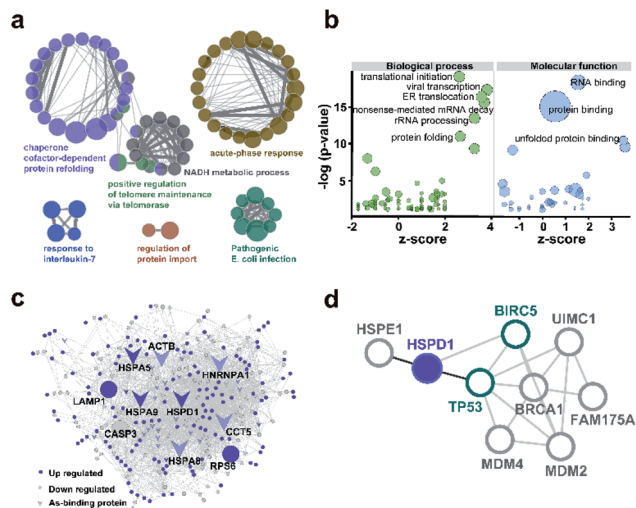 a
chaperone
cofactor-dependent
protein refolding
acute-phase response
NADH metabolic process
positive regulation
of telomere maintenance
via telomerase
response to
interleukin-7
regulation of
protein import
Pathogenic
E. coli infection
b
Biological process
Molecular function
translational initiation
viral transcription
ER translocation
nonsense-mediated mRNA decay
rRNA processing
protein folding
RNA binding
protein binding
unfolded protein binding
-log (p-value)
15
10
5
-2
0
2
4
-1
0
1
2
3
z-score
z-score
c
ACTB
HSPA5
HNRNPA1
LAMP1
HSPA9
HSPD1
CASP3
CCT5
HSPA8
RPS6
Up regulated
Down regulated
As-binding protein
d
BIRC5
HSPE1
UIMC1
HSPD1
TP53
BRCA1
FAM175A
MDM4
MDM2